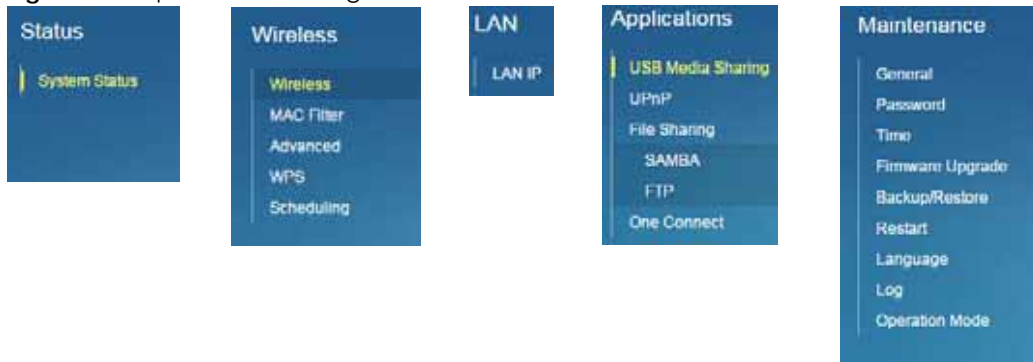 Status
System Status
Wireless
Wireless
MAC Filter
Advanced
WPS
Scheduling
LAN
LAN IP
Applications
USB Media Sharing
UPnP
File Sharing
SAMBA
FTP
One Connect
Maintenance
General
Password
Time
Firmware Upgrade
Backup/Restore
Restart
Language
Log
Operation Mode